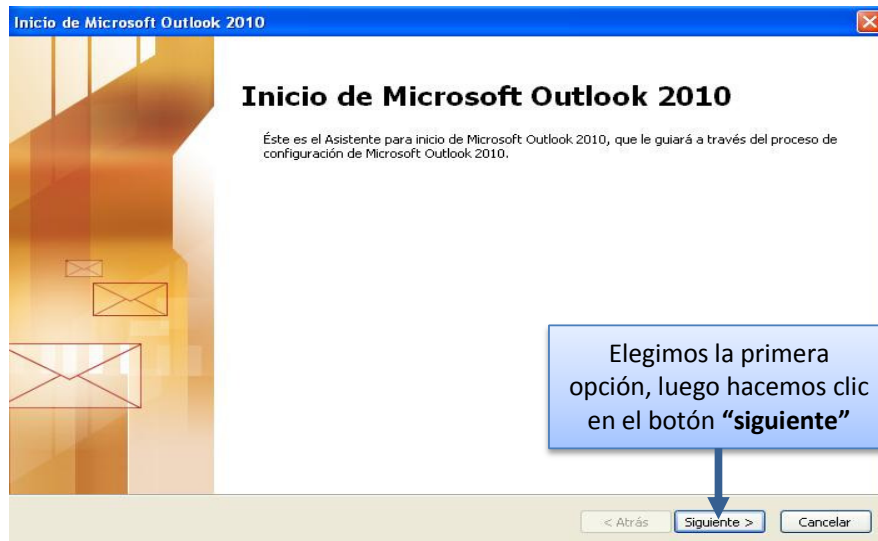 Inicio de Microsoft Outlook 2010
Inicio de Microsoft Outlook 2010
Éste es el Asistente para inicio de Microsoft Outlook 2010, que le guiará a través del proceso de
configuración de Microsoft Outlook 2010.
Elegimos la primera
opción, luego hacemos clic
en el botón “siguiente”
< Atrás Siguiente > Cancelar